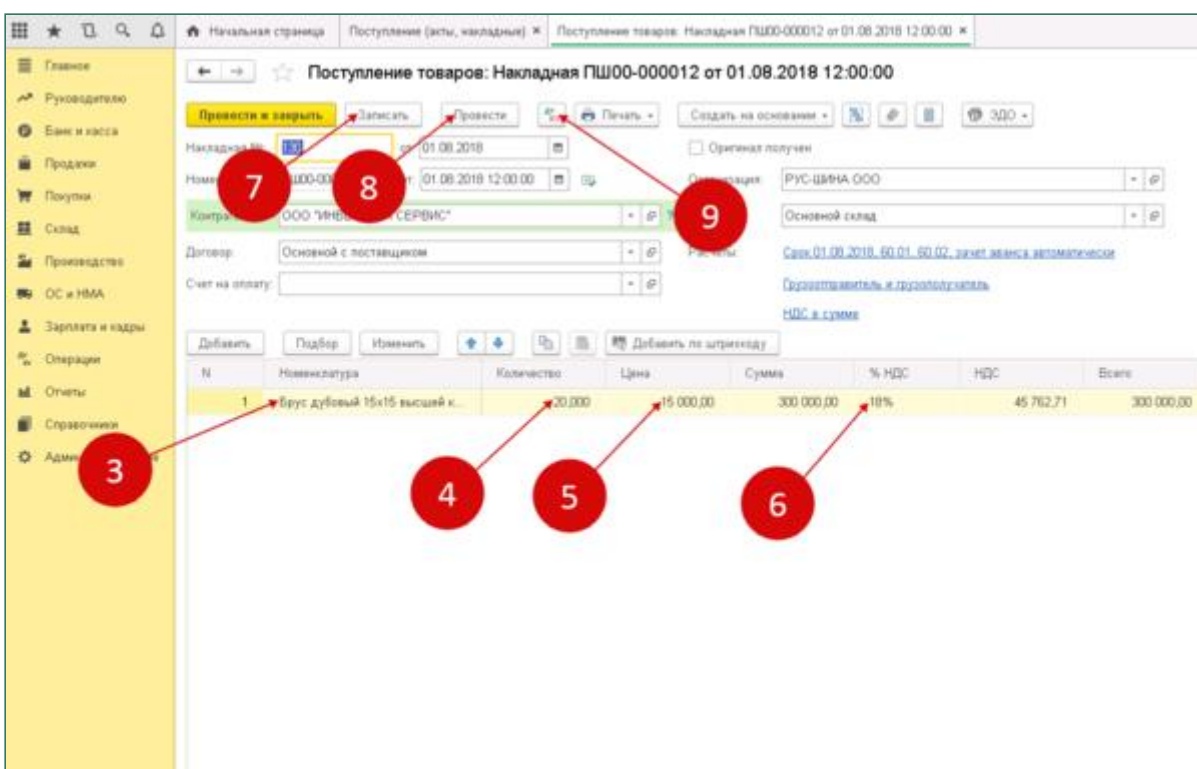 Начальная страница Поступление (акты, накладные) × Поступление товаров: Накладная ПШ00-000012 от 01.08.2018 12:00:00 ×
Главное
Руководителю
Банк и касса
Продажи
Покупки
Склад
Производство
ОС и НМА
Зарплата и кадры
Операции
Отчеты
Справочники
Поступление товаров: Накладная ПШ00-000012 от 01.08.2018 12:00:00
Провести и закрыть Записать Провести Печать Создать на основании ЭДО
Накладная № от 01.08.2018 Оригинал получен
01.08.2018 12:00:00 РУС-ШИНА ООО
7 8 9
ООО СЕРВИС" ? Основной склад
Договор: Основной с поставщиком Срок 01.08.2018, 60.01, 60.02, зачет аванса автоматически
Счет на оплату: Грузоотправитель и грузополучатель
НДС в сумме
Добавить Подбор Изменить Добавить по штрихкоду
N Номенклатура Количество Цена Сумма % НДС НДС Всего
1 Брус дубовый 15х15 высшей к... 20,000 15 000,00 300 000,00 18% 45 762,71 300 000,00
3 4 5 6